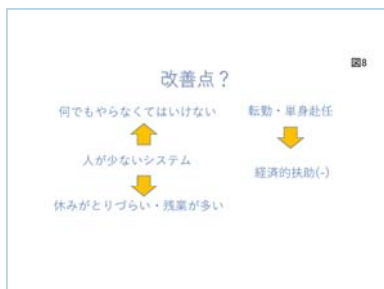 図8
改善点？
何でもやらなくてはいけない
転勤・単身赴任
人が少ないシステム
経済的扶助(-)
休みがとりづらい・残業が多い